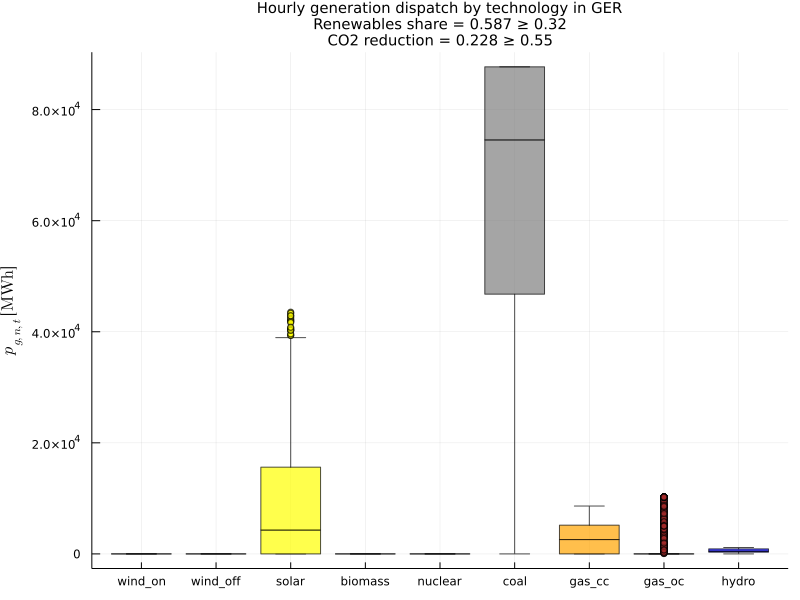 Hourly generation dispatch by technology in GER
Renewables share = 0.587 ≥ 0.32
CO2 reduction = 0.228 ≥ 0.55
p_{g,n,t} [MWh]
8.0×10⁴
6.0×10⁴
4.0×10⁴
2.0×10⁴
0
wind_on wind_off solar biomass nuclear coal gas_cc gas_oc hydro